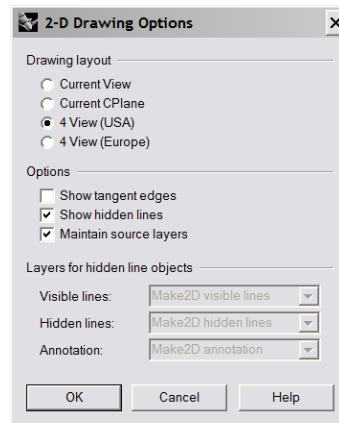 2-D Drawing Options
Drawing layout
Current View
Current CPlane
4 View (USA)
4 View (Europe)
Options
Show tangent edges
Show hidden lines
Maintain source layers
Layers for hidden line objects
Visible lines: Make2D visible lines
Hidden lines: Make2D hidden lines
Annotation: Make2D annotation
OK Cancel Help